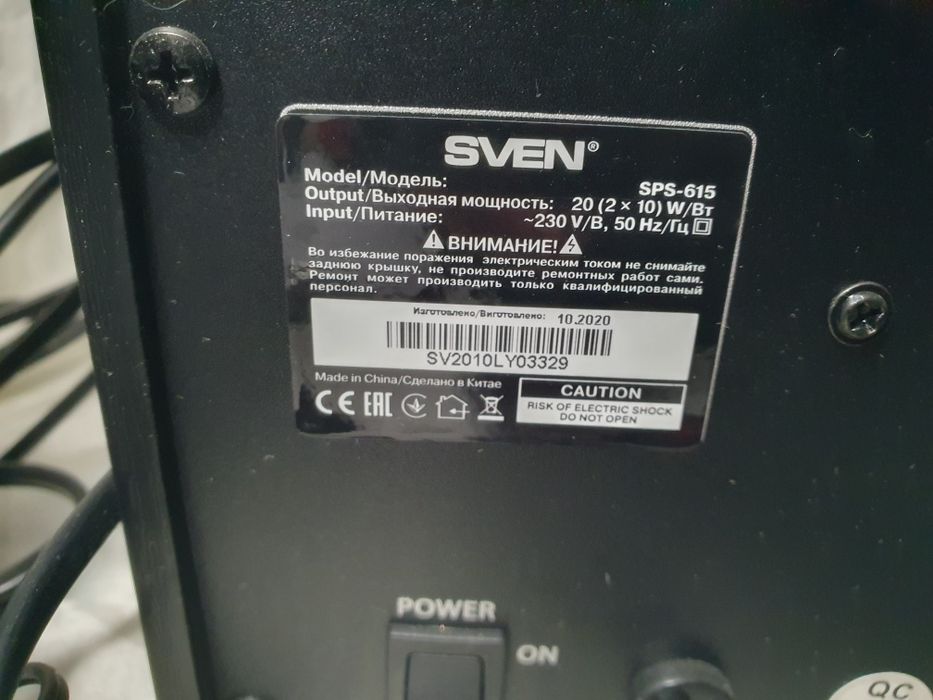 SVEN®
Model/Модель: SPS-615
Output/Выходная мощность: 20 (2 × 10) W/Вт
Input/Питание: ~230 V/В, 50 Hz/Гц
ВНИМАНИЕ!
Во избежание поражения электрическим током не снимайте
заднюю крышку, не производите ремонтных работ сами.
Ремонт может производить только квалифицированный
персонал.
Изготовлено/Виготовлено: 10.2020
SV2010LY03329
Made in China/Сделано в Китае
CE EAC
CAUTION
RISK OF ELECTRIC SHOCK
DO NOT OPEN
POWER
ON
QC